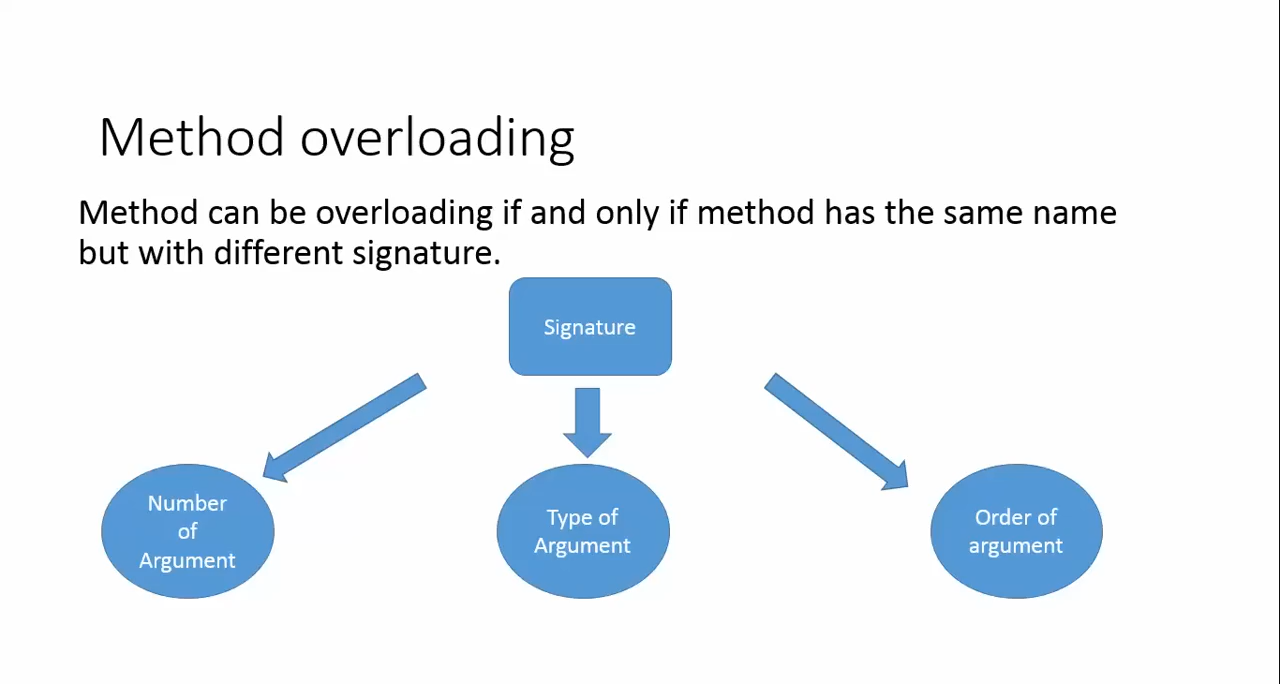 Method overloading
Method can be overloading if and only if method has the same name
but with different signature.
Signature
Number
of
Argument
Type of
Argument
Order of
argument